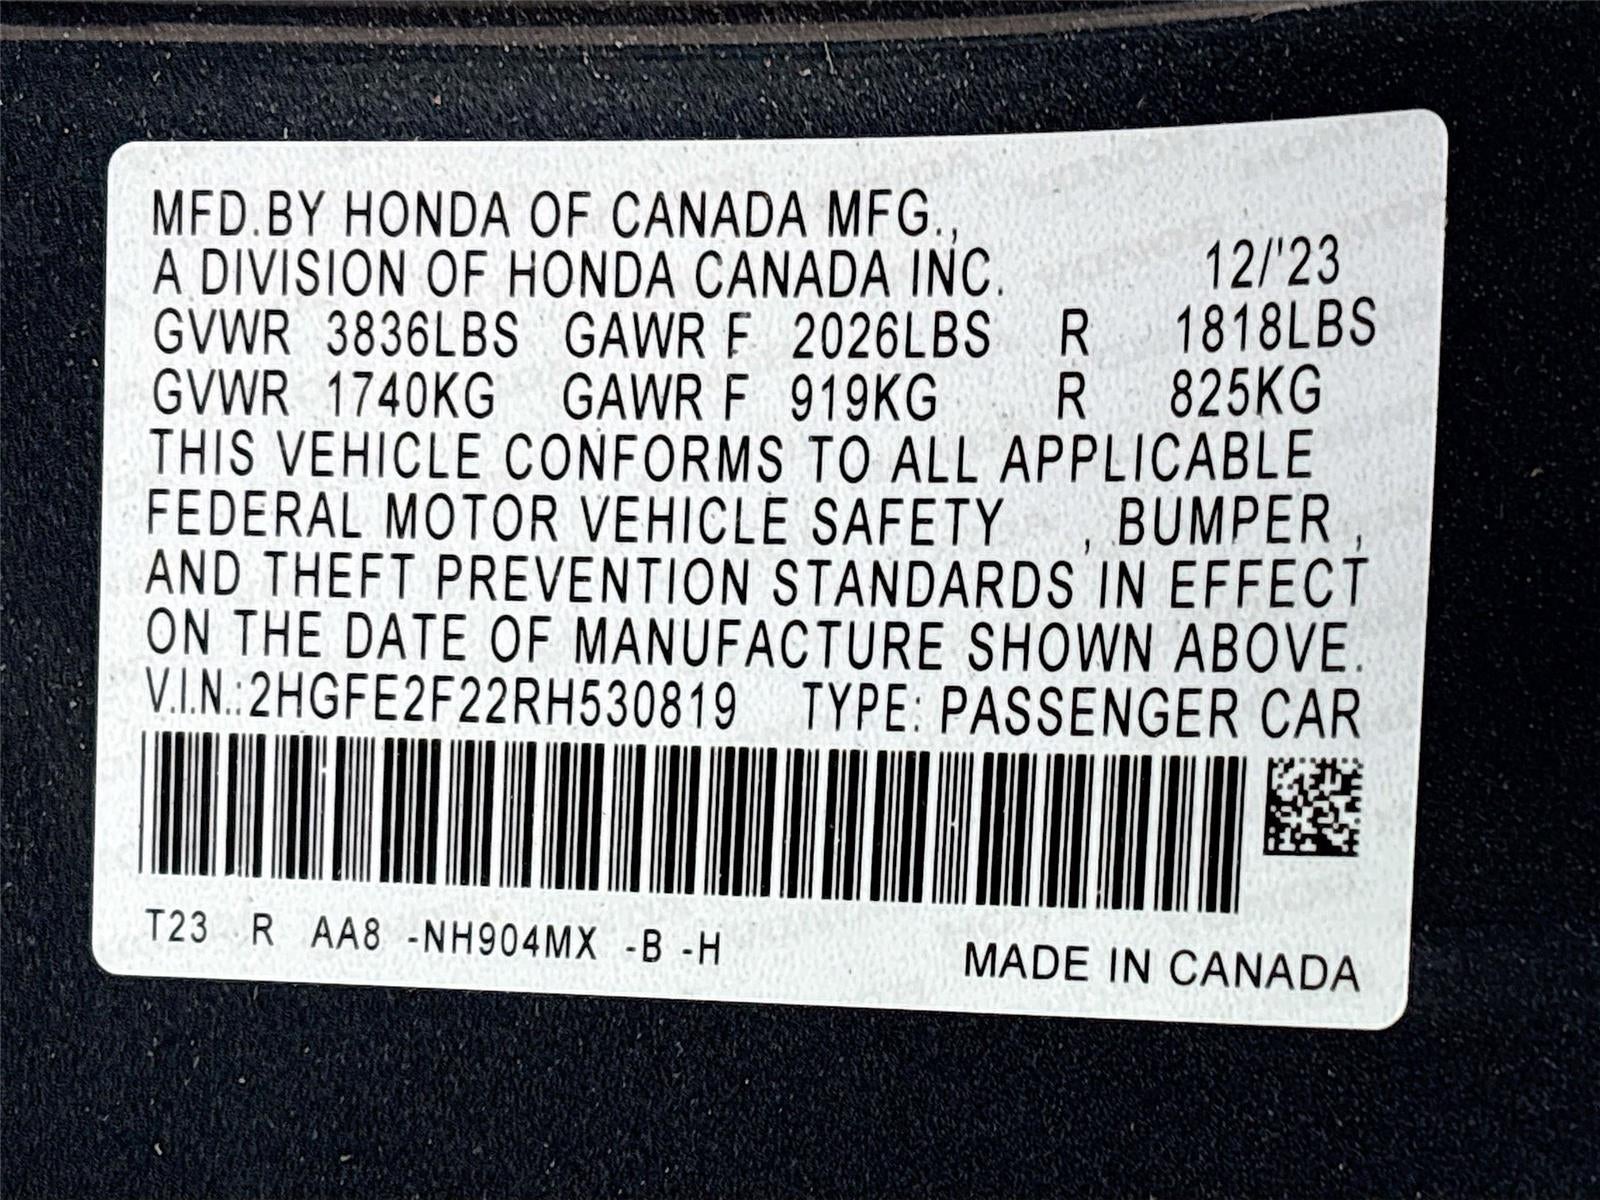 MFD.BY HONDA OF CANADA MFG.,
A DIVISION OF HONDA CANADA INC. 12/'23
GVWR 3836LBS GAWR F 2026LBS R 1818LBS
GVWR 1740KG GAWR F 919KG R 825KG
THIS VEHICLE CONFORMS TO ALL APPLICABLE
FEDERAL MOTOR VEHICLE SAFETY , BUMPER ,
AND THEFT PREVENTION STANDARDS IN EFFECT
ON THE DATE OF MANUFACTURE SHOWN ABOVE.
V.I.N.:2HGFE2F22RH530819 TYPE: PASSENGER CAR
T23 R AA8 -NH904MX -B -H MADE IN CANADA